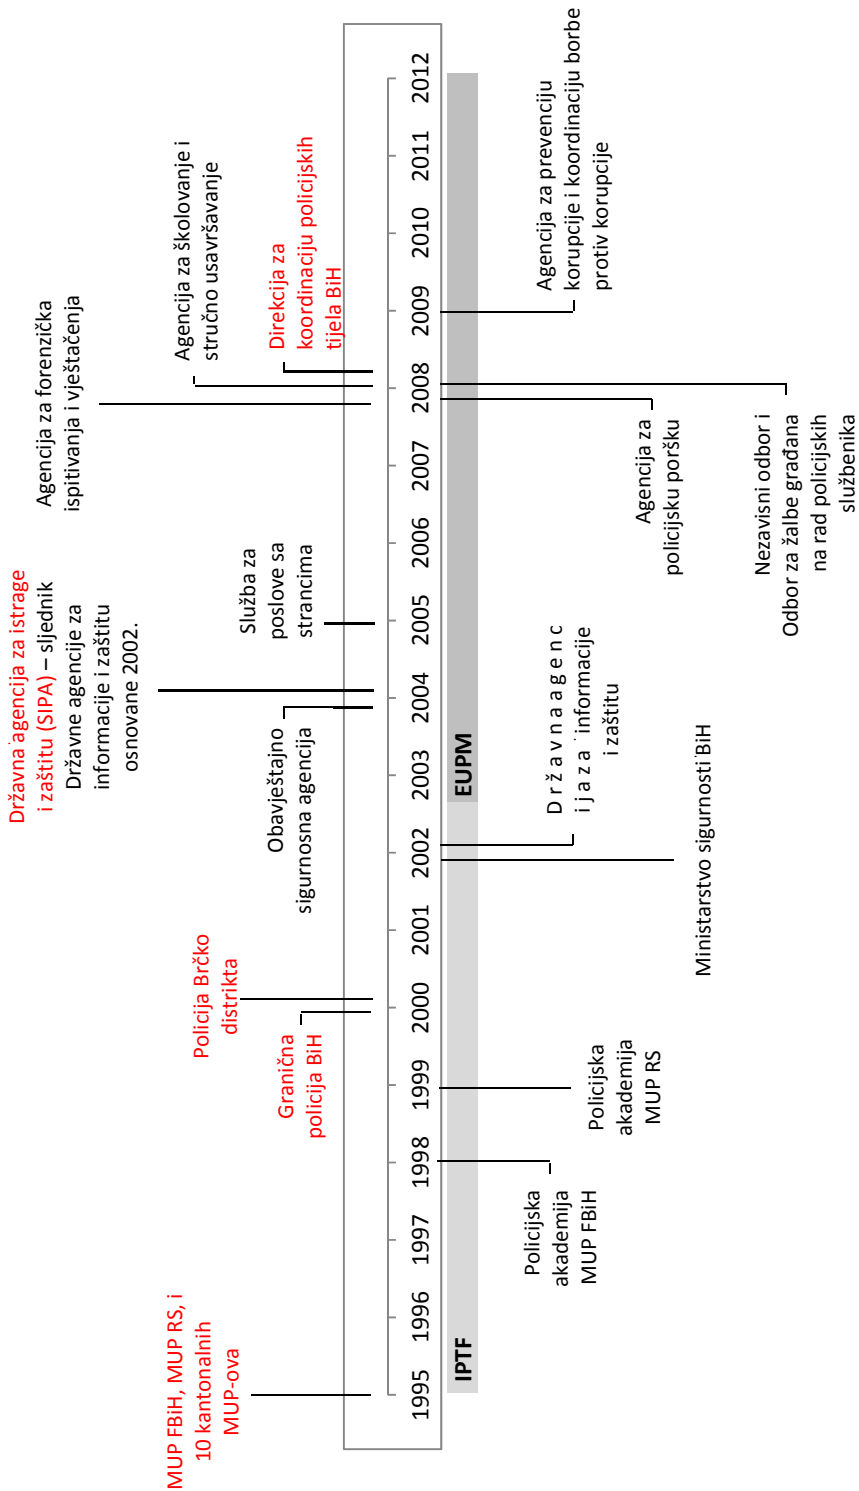 MUP FBiH, MUP RS, i
10 kantonalnih
MUP-ova
Granična
policija BiH
Policija Brčko
distrikta
Obavještajno
sigurnosna agencija
Državna agencija za istrage
i zaštitu (SIPA) – sljednik
Državne agencije za
informacije i zaštitu
osnovane 2002.
Služba za
poslove sa
strancima
Agencija za forenzička
ispitivanja i vještačenja
Agencija za školovanje i
stručno usavršavanje
Direkcija za
koordinaciju policijskih
tijela BiH
1995 1996 1997 1998 1999 2000 2001 2002 2003 2004 2005 2006 2007 2008 2009 2010 2011 2012
IPTF EUPM
Policijska
akademija
MUP FBiH
Policijska
akademija
MUP RS
Ministarstvo sigurnosti BiH
D r ž a v n a a g e n c
i j a z a informacije
i zaštitu
Agencija za
policijsku poršku
Nezavisni odbor i
Odbor za žalbe građana
na rad policijskih
službenika
Agencija za prevenciju
korupcije i koordinaciju borbe
protiv korupcije